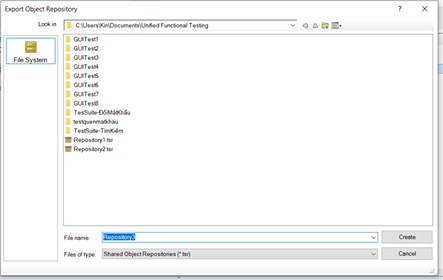 Export Object Repository
Look in
C:\Users\Kin\Documents\Unified Functional Testing
File System
GUITest1
GUITest2
GUITest3
GUITest4
GUITest5
GUITest6
GUITest7
GUITest8
TesSuite-ĐổiMậtKhẩu
testquenmatkhau
TestSuite-TìmKiếm
Repository1.tsr
Repository2.tsr
File name:
Repository3
Create
Files of type:
Shared Object Repositories (*.tsr)
Cancel